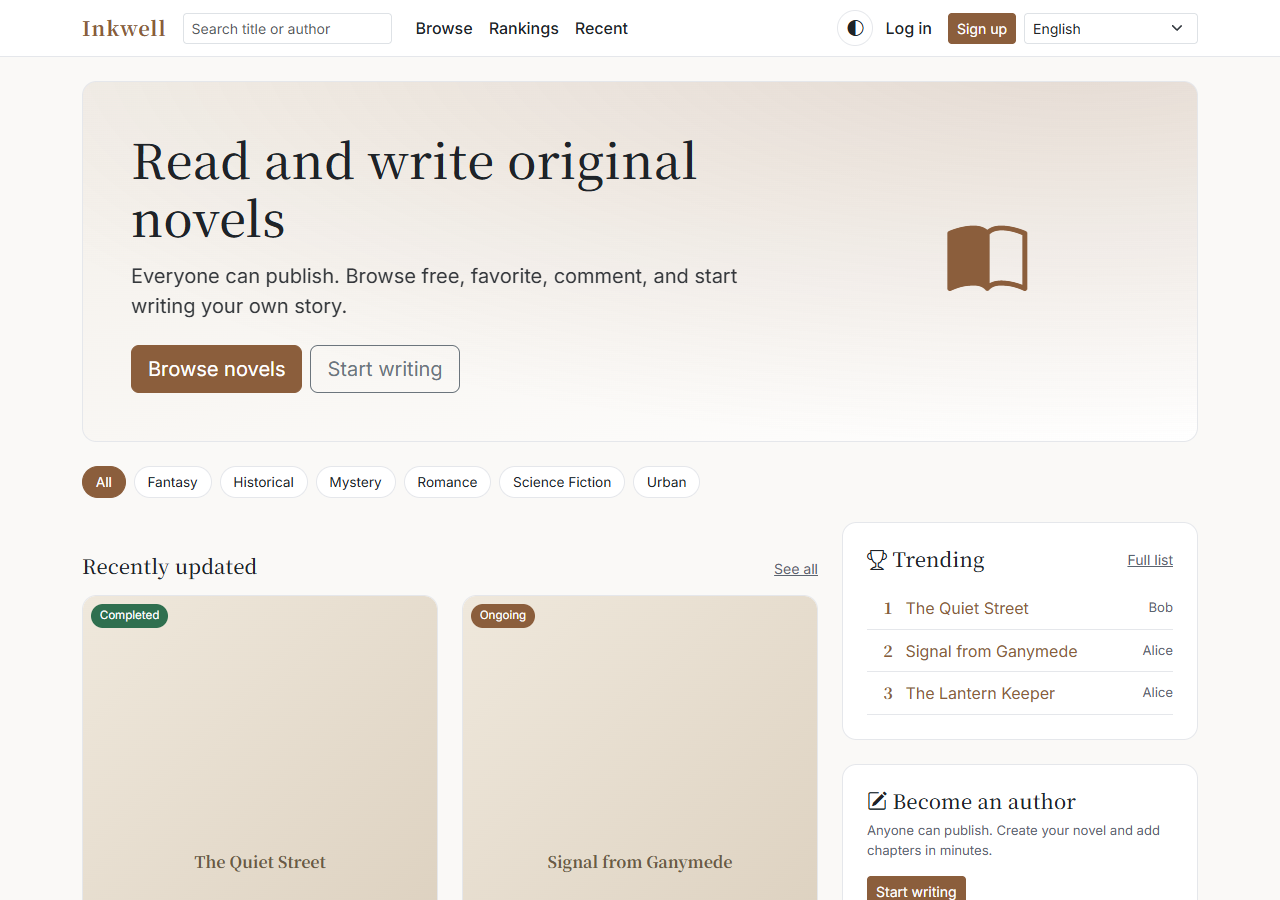 Inkwell
Search title or author
Browse Rankings Recent
Log in
Sign up
English
Read and write original
novels
Everyone can publish. Browse free, favorite, comment, and start
writing your own story.
Browse novels
Start writing
All
Fantasy
Historical
Mystery
Romance
Science Fiction
Urban
Recently updated
See all
Completed
The Quiet Street
Ongoing
Signal from Ganymede
Trending
Full list
1 The Quiet Street Bob
2 Signal from Ganymede Alice
3 The Lantern Keeper Alice
Become an author
Anyone can publish. Create your novel and add
chapters in minutes.
Start writing